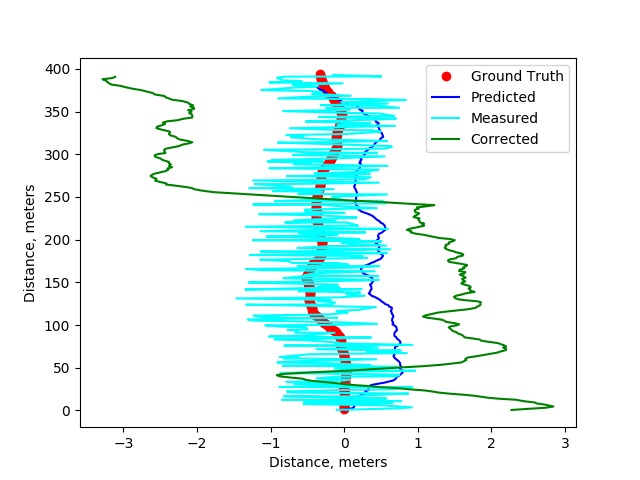 400
350
300
250
200
150
100
50
0
Distance, meters
Ground Truth
Predicted
Measured
Corrected
−3
−2
−1
0
1
2
3
Distance, meters